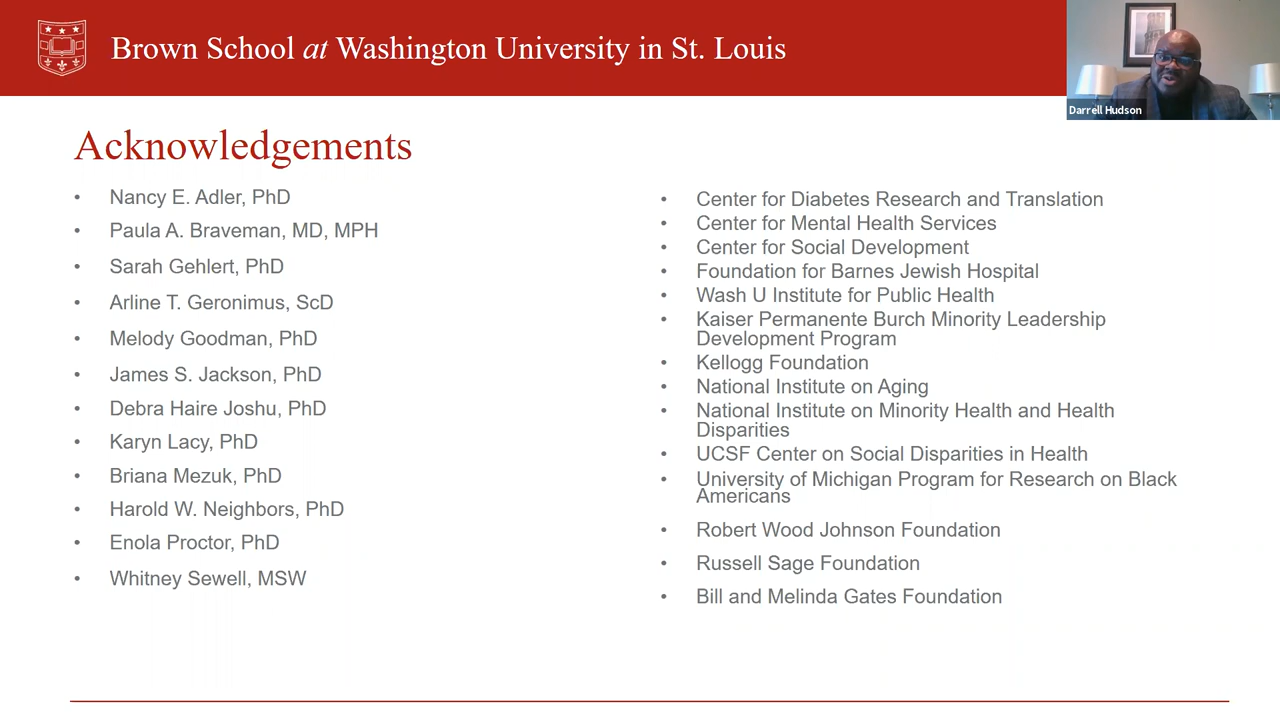 Brown School at Washington University in St. Louis
Darrell Hudson
Acknowledgements
• Nancy E. Adler, PhD
• Paula A. Braveman, MD, MPH
• Sarah Gehlert, PhD
• Arline T. Geronimus, ScD
• Melody Goodman, PhD
• James S. Jackson, PhD
• Debra Haire Joshu, PhD
• Karyn Lacy, PhD
• Briana Mezuk, PhD
• Harold W. Neighbors, PhD
• Enola Proctor, PhD
• Whitney Sewell, MSW
• Center for Diabetes Research and Translation
• Center for Mental Health Services
• Center for Social Development
• Foundation for Barnes Jewish Hospital
• Wash U Institute for Public Health
• Kaiser Permanente Burch Minority Leadership
Development Program
• Kellogg Foundation
• National Institute on Aging
• National Institute on Minority Health and Health
Disparities
• UCSF Center on Social Disparities in Health
• University of Michigan Program for Research on Black
Americans
• Robert Wood Johnson Foundation
• Russell Sage Foundation
• Bill and Melinda Gates Foundation